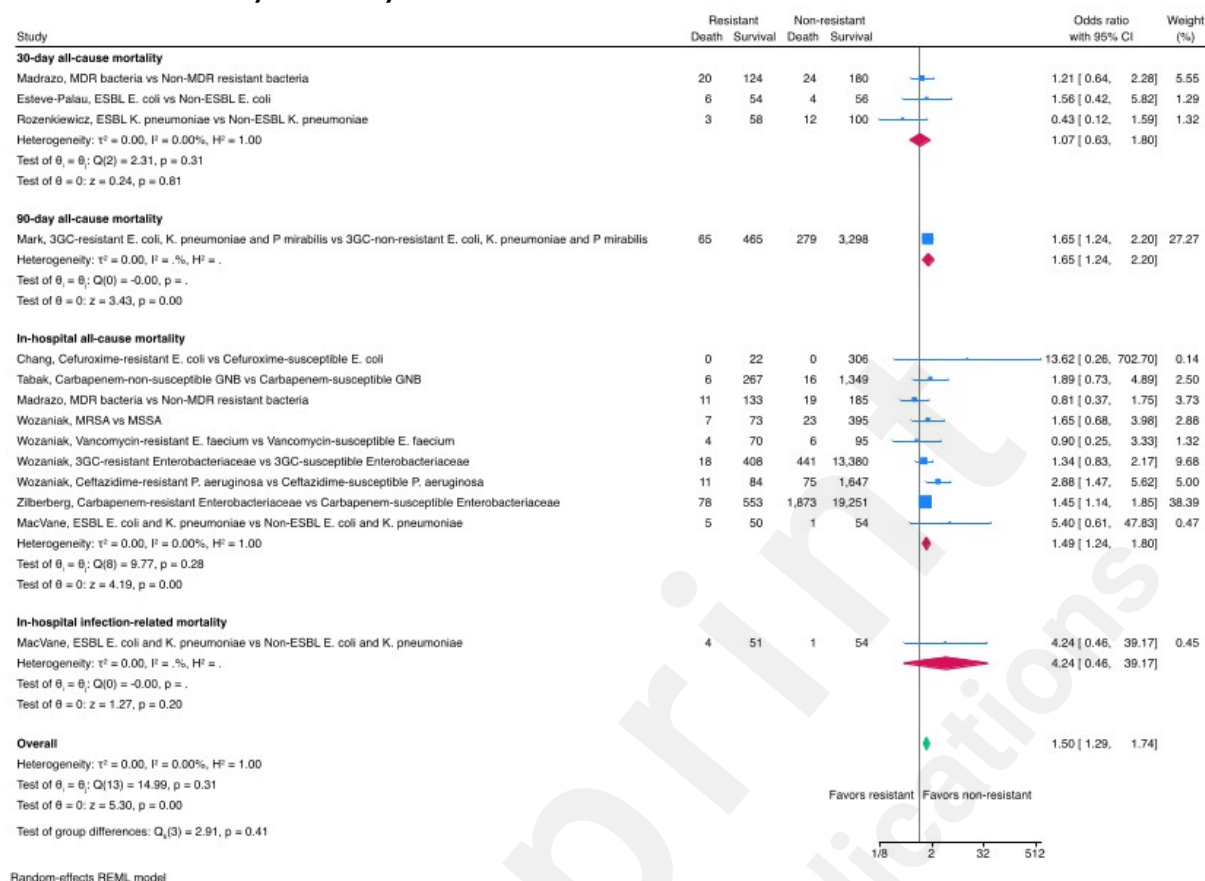 Resistant Non-resistant Odds ratio Weight
Study Death Survival Death Survival with 95% CI (%)
30-day all-cause mortality
Madrazo, MDR bacteria vs Non-MDR resistant bacteria 20 124 24 180 1.21 [ 0.64, 2.28] 5.55
Esteve-Palau, ESBL E. coli vs Non-ESBL E. coli 6 54 4 56 1.56 [ 0.42, 5.82] 1.29
Rozenkiewicz, ESBL K. pneumoniae vs Non-ESBL K. pneumoniae 3 58 12 100 0.43 [ 0.12, 1.59] 1.32
Heterogeneity: τ² = 0.00, I² = 0.00%, H² = 1.00 1.07 [ 0.63, 1.80]
Test of θᵢ = θⱼ: Q(2) = 2.31, p = 0.31
Test of θ = 0: z = 0.24, p = 0.81
90-day all-cause mortality
Mark, 3GC-resistant E. coli, K. pneumoniae and P mirabilis vs 3GC-non-resistant E. coli, K. pneumoniae and P mirabilis 65 465 279 3,298 1.65 [ 1.24, 2.20] 27.27
Heterogeneity: τ² = 0.00, I² = .%, H² = . 1.65 [ 1.24, 2.20]
Test of θᵢ = θⱼ: Q(0) = -0.00, p = .
Test of θ = 0: z = 3.43, p = 0.00
In-hospital all-cause mortality
Chang, Cefuroxime-resistant E. coli vs Cefuroxime-susceptible E. coli 0 22 0 306 13.62 [ 0.26, 702.70] 0.14
Tabak, Carbapenem-non-susceptible GNB vs Carbapenem-susceptible GNB 6 267 16 1,349 1.89 [ 0.73, 4.89] 2.50
Madrazo, MDR bacteria vs Non-MDR resistant bacteria 11 133 19 185 0.81 [ 0.37, 1.75] 3.73
Wozaniak, MRSA vs MSSA 7 73 23 395 1.65 [ 0.68, 3.98] 2.88
Wozaniak, Vancomycin-resistant E. faecium vs Vancomycin-susceptible E. faecium 4 70 6 95 0.90 [ 0.25, 3.33] 1.32
Wozaniak, 3GC-resistant Enterobacteriaceae vs 3GC-susceptible Enterobacteriaceae 18 408 441 13,380 1.34 [ 0.83, 2.17] 9.68
Wozaniak, Ceftazidime-resistant P. aeruginosa vs Ceftazidime-susceptible P. aeruginosa 11 84 75 1,647 2.88 [ 1.47, 5.62] 5.00
Zilberberg, Carbapenem-resistant Enterobacteriaceae vs Carbapenem-susceptible Enterobacteriaceae 78 553 1,873 19,251 1.45 [ 1.14, 1.85] 38.39
MacVane, ESBL E. coli and K. pneumoniae vs Non-ESBL E. coli and K. pneumoniae 5 50 1 54 5.40 [ 0.61, 47.83] 0.47
Heterogeneity: τ² = 0.00, I² = 0.00%, H² = 1.00 1.49 [ 1.24, 1.80]
Test of θᵢ = θⱼ: Q(8) = 9.77, p = 0.28
Test of θ = 0: z = 4.19, p = 0.00
In-hospital infection-related mortality
MacVane, ESBL E. coli and K. pneumoniae vs Non-ESBL E. coli and K. pneumoniae 4 51 1 54 4.24 [ 0.46, 39.17] 0.45
Heterogeneity: τ² = 0.00, I² = .%, H² = . 4.24 [ 0.46, 39.17]
Test of θᵢ = θⱼ: Q(0) = -0.00, p = .
Test of θ = 0: z = 1.27, p = 0.20
Overall 1.50 [ 1.29, 1.74]
Heterogeneity: τ² = 0.00, I² = 0.00%, H² = 1.00
Test of θᵢ = θⱼ: Q(13) = 14.99, p = 0.31
Favors resistant Favors non-resistant
Test of θ = 0: z = 5.30, p = 0.00
Test of group differences: Q_b(3) = 2.91, p = 0.41
1/8 2 32 512
Random-effects REML model